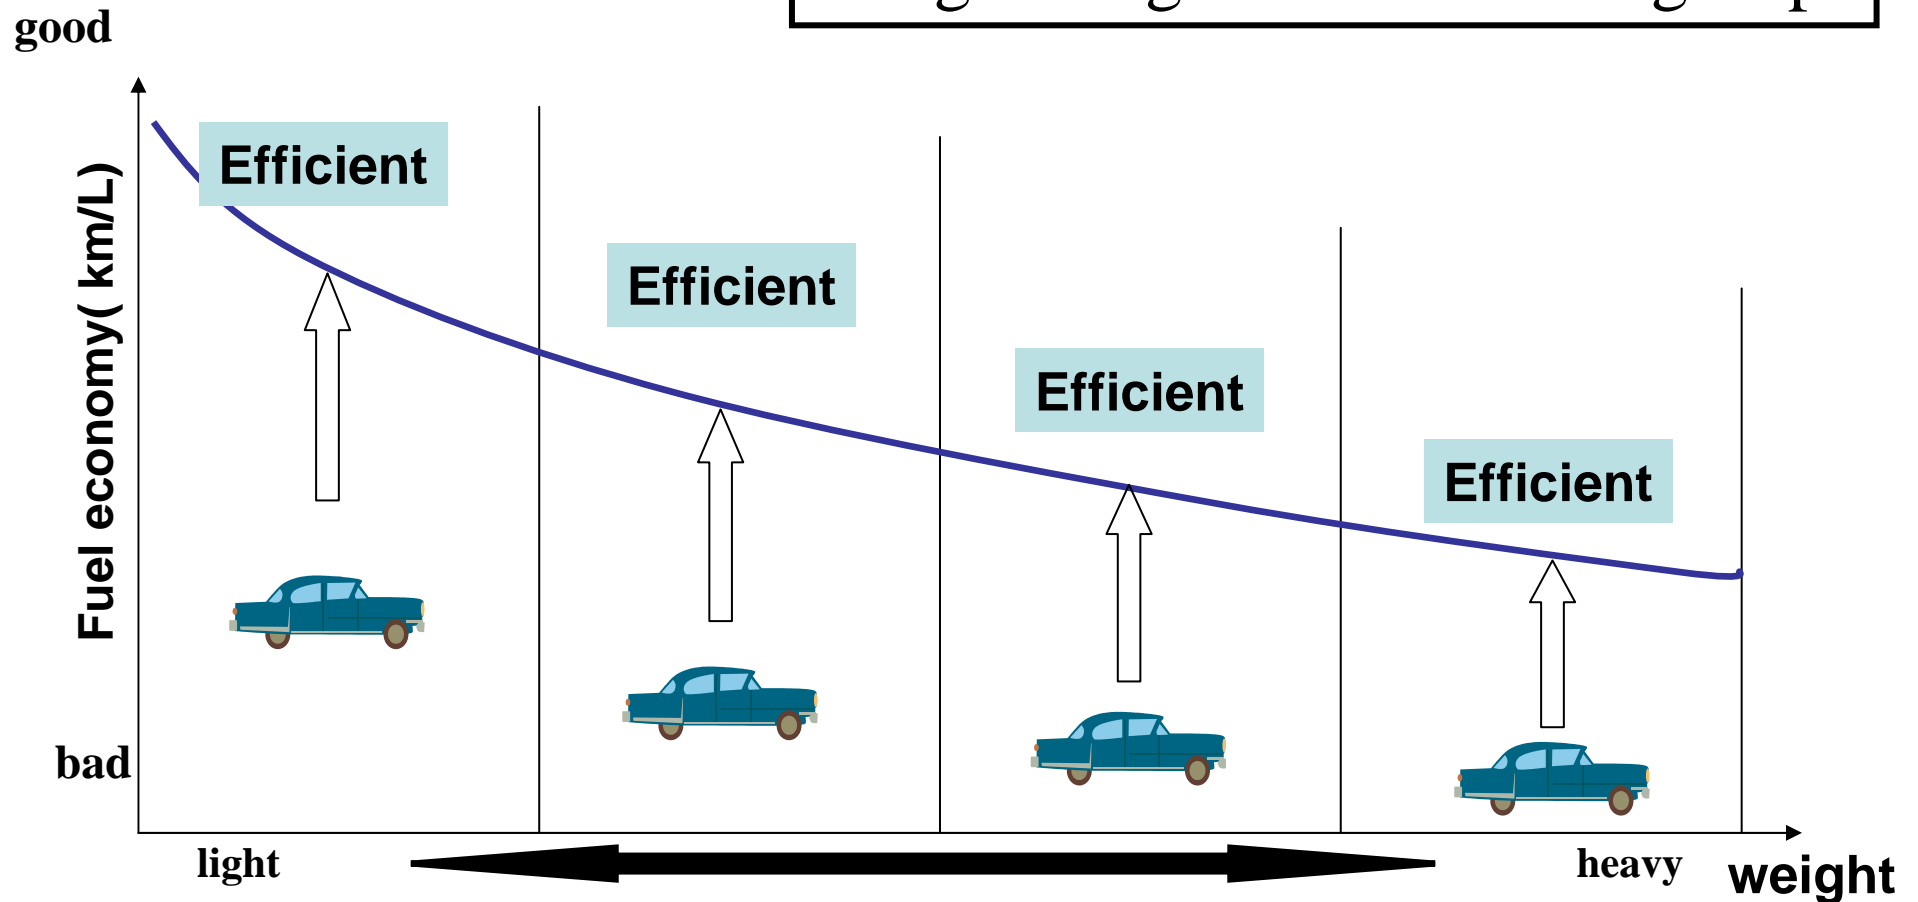 good
Efficient
Efficient
Efficient
Efficient
Fuel economy( km/L)
bad
light
heavy
weight